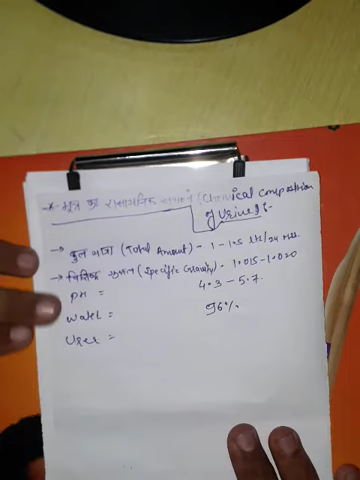 -*- मूत्र का रासायनिक संगठन (Chemical composition
of Urine) :-
→ कुल मात्रा (Total Amount) - 1 - 1.5 ltr/24 hrs.
→ विशिष्ट गुरुत्व (Specific Gravity) - 1.015-1.020
PH = 4.3 - 5.7.
Water = 96%
Urea =